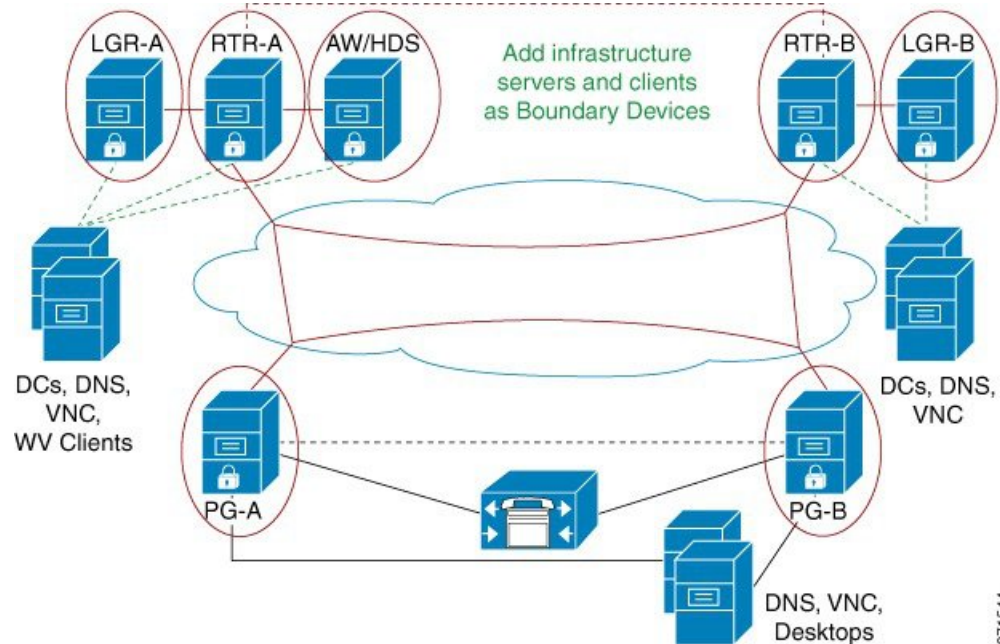 LGR-A
RTR-A
AW/HDS
Add infrastructure
servers and clients
as Boundary Devices
RTR-B
LGR-B
DCs, DNS,
VNC,
WV Clients
DCs, DNS,
VNC
PG-A
PG-B
DNS, VNC,
Desktops